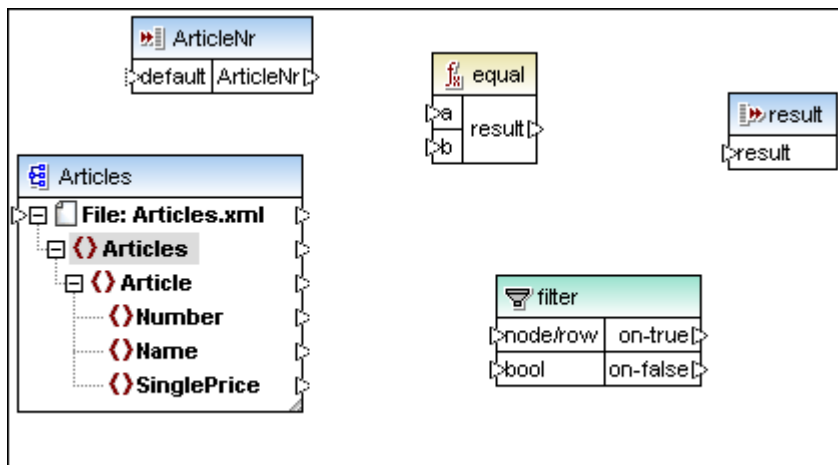 ArticleNr
default ArticleNr
equal
a
result
b
result
result
Articles
File: Articles.xml
Articles
Article
Number
Name
SinglePrice
filter
node/row on-true
bool on-false